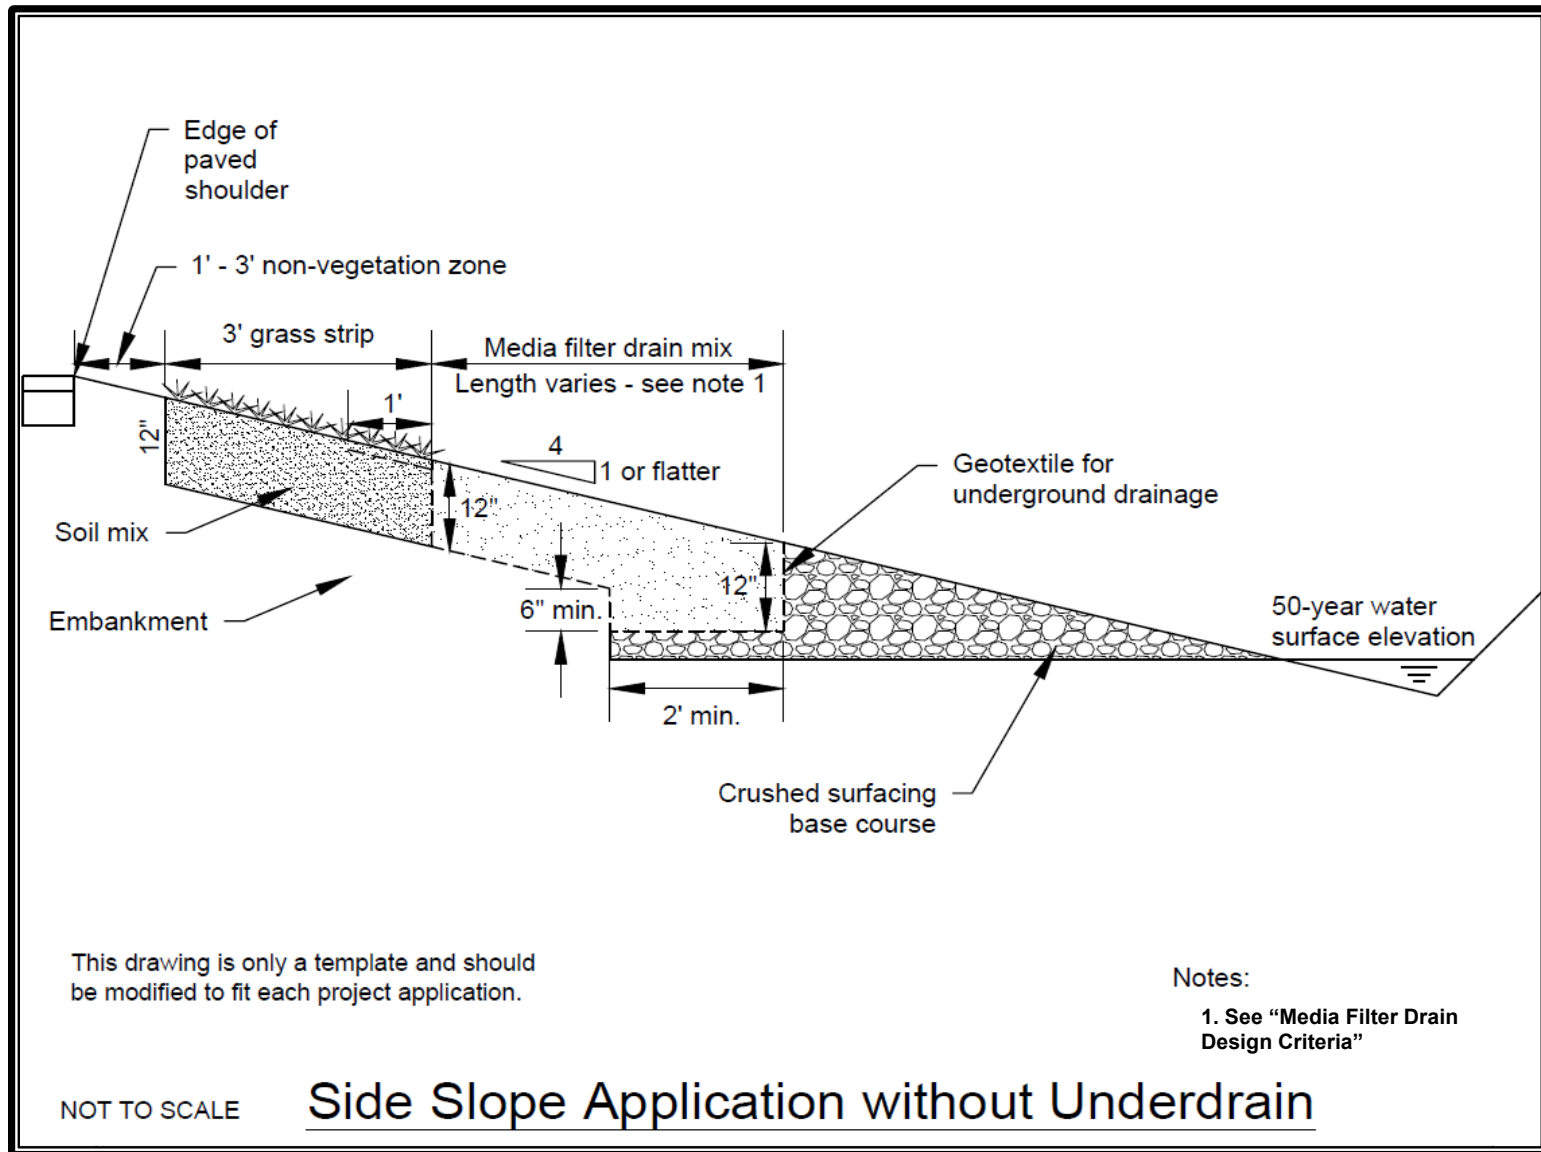 Edge of
paved
shoulder
1' - 3' non-vegetation zone
3' grass strip
Media filter drain mix
Length varies - see note 1
1'
12"
4
1 or flatter
Geotextile for
underground drainage
12"
Soil mix
12"
6" min.
Embankment
50-year water
surface elevation
2' min.
Crushed surfacing
base course
This drawing is only a template and should
be modified to fit each project application.
Notes:
1. See “Media Filter Drain
Design Criteria”
NOT TO SCALE
Side Slope Application without Underdrain